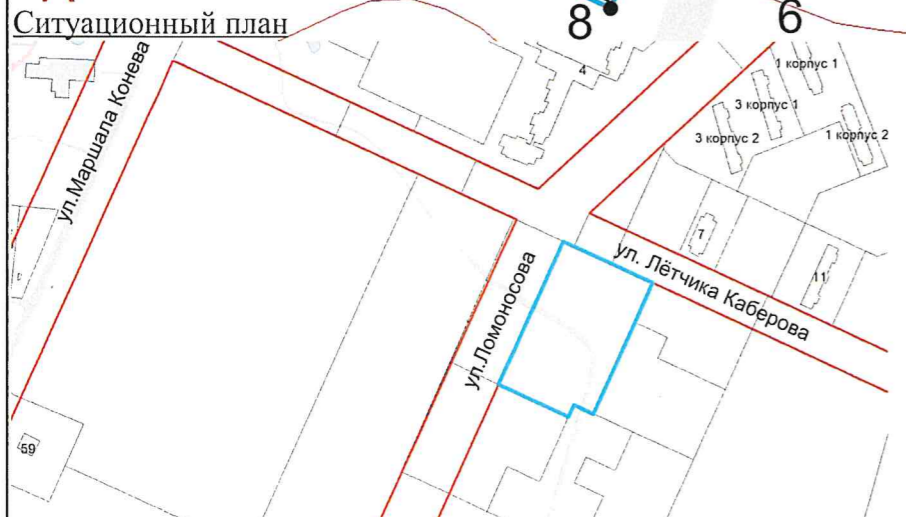 8
6
Ситуационный план
ул.Маршала Конева
4
1 корпус 1
3 корпус 1
3 корпус 2
1 корпус 2
7
ул. Лётчика Каберова
11
ул.Ломоносова
59